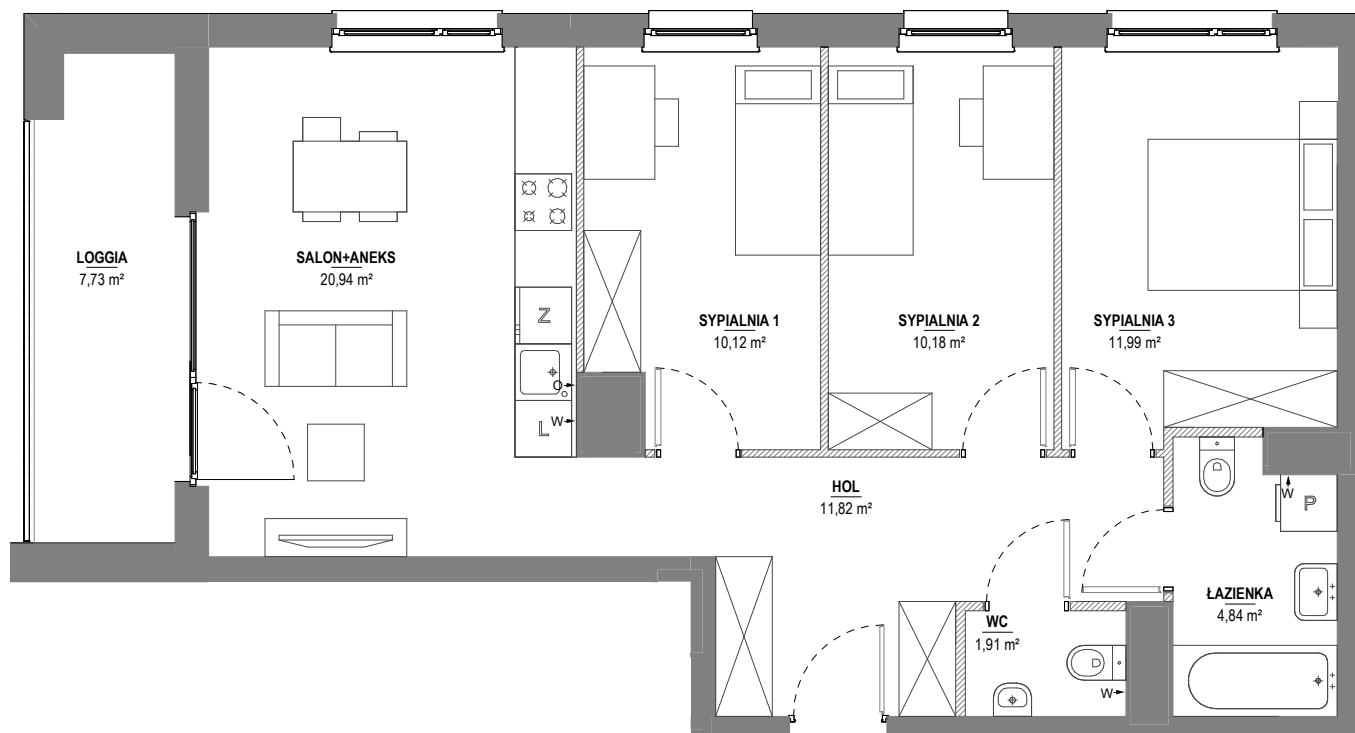 LOGGIA
7,73 m²
SALON+ANEKS
20,94 m²
Z
O
W
L
SYPIALNIA 1
10,12 m²
SYPIALNIA 2
10,18 m²
SYPIALNIA 3
11,99 m²
HOL
11,82 m²
W
P
ŁAZIENKA
4,84 m²
WC
1,91 m²
W